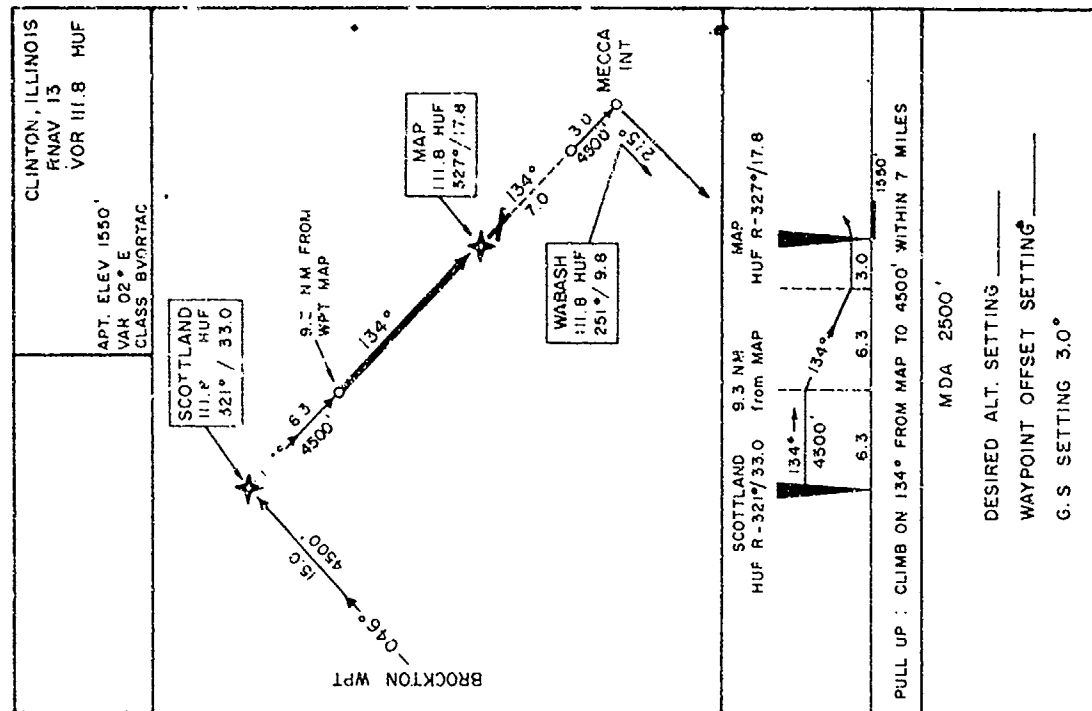 CLINTON, ILLINOIS
RNAV 13
VOR 111.8 HUF
APT. ELEV 1550'
VAR 02° E
CLASS BVORTAC
SCOTTLAND
111.8 HUF
321° / 33.0
9.3 NM FROM
WPT MAP
MAP
111.8 HUF
327°/17.8
6.3
4500'
134°
134°
7.0
3.0
4500'
MECCA
INT
215°
WABASH
111.8 HUF
251°/ 9.8
15.0
4500'
046°
BROCKTON WPT
SCOTTLAND
HUF R-321°/33.0
9.3 NM
from MAP
MAP
HUF R-327°/17.8
134°
4500'
134°
6.3
6.3
3.0
1550'
PULL UP : CLIMB ON 134° FROM MAP TO 4500' WITHIN 7 MILES
MDA 2500'
DESIRED ALT. SETTING
WAYPOINT OFFSET SETTING
G.S SETTING 3.0°